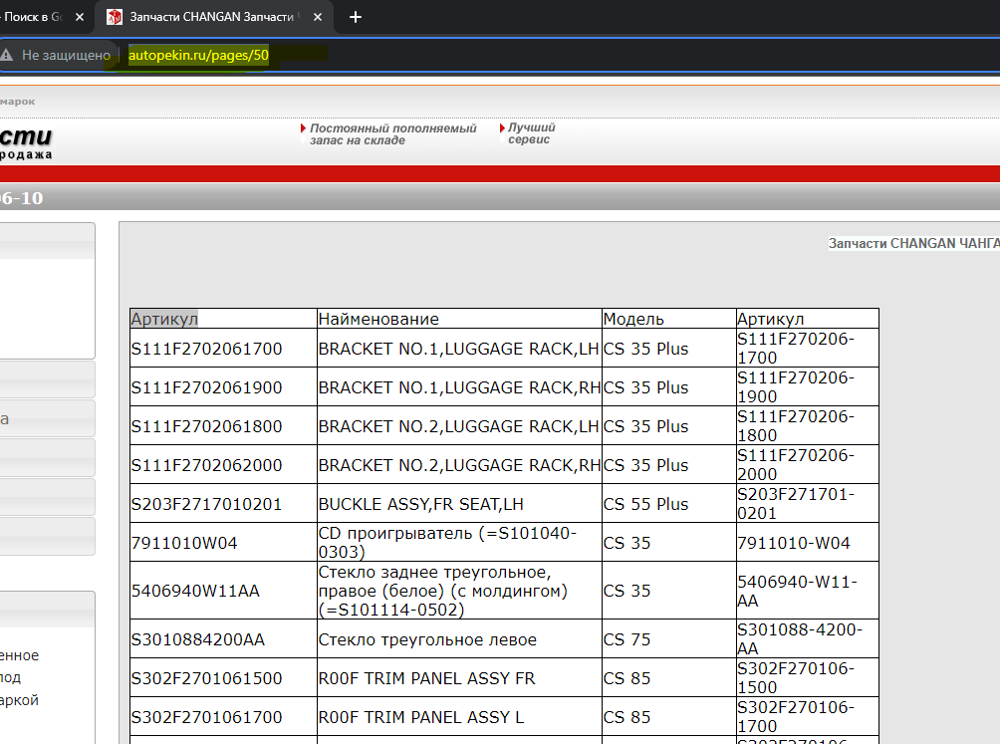 - Поиск в Go
Запчасти CHANGAN Запчасти
Не защищено
autopekin.ru/pages/50
марок
сти
родажа
Постоянный пополняемый
запас на складе
Лучший
сервис
06-10
Запчасти CHANGAN ЧАНГА
а
енное
под
аркой
Артикул Найменование Модель Артикул
S111F2702061700 BRACKET NO.1,LUGGAGE RACK,LH CS 35 Plus S111F270206-
1700
S111F2702061900 BRACKET NO.1,LUGGAGE RACK,RH CS 35 Plus S111F270206-
1900
S111F2702061800 BRACKET NO.2,LUGGAGE RACK,LH CS 35 Plus S111F270206-
1800
S111F2702062000 BRACKET NO.2,LUGGAGE RACK,RH CS 35 Plus S111F270206-
2000
S203F2717010201 BUCKLE ASSY,FR SEAT,LH CS 55 Plus S203F271701-
0201
7911010W04 CD проигрыватель (=S101040-
0303) CS 35 7911010-W04
5406940W11AA Стекло заднее треугольное,
правое (белое) (с молдингом)
(=S101114-0502) CS 35 5406940-W11-
AA
S3010884200AA Стекло треугольное левое CS 75 S301088-4200-
AA
S302F2701061500 R00F TRIM PANEL ASSY FR CS 85 S302F270106-
1500
S302F2701061700 R00F TRIM PANEL ASSY L CS 85 S302F270106-
1700